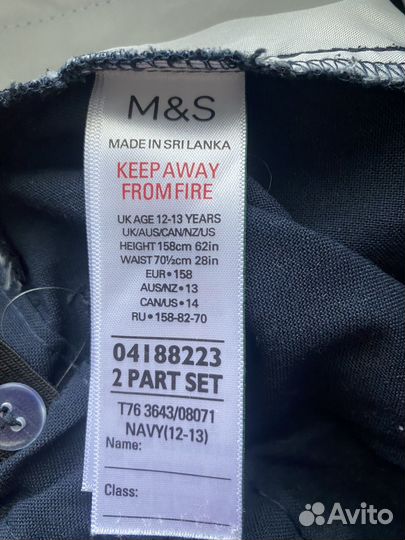 M&S
MADE IN SRI LANKA
KEEP AWAY
FROM FIRE
UK AGE 12-13 YEARS
UK/AUS/CAN/NZ/US
HEIGHT 158cm 62in
WAIST 70½cm 28in
EUR • 158
AUS/NZ • 13
CAN/US • 14
RU • 158-82-70
04188223
2 PART SET
T76 3643/08071
NAVY(12-13)
Name:
Class:
Avito